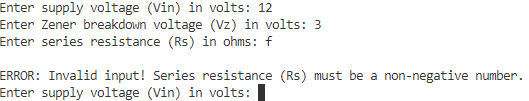 Enter supply voltage (Vin) in volts: 12
Enter Zener breakdown voltage (Vz) in volts: 3
Enter series resistance (Rs) in ohms: f
ERROR: Invalid input! Series resistance (Rs) must be a non-negative number.
Enter supply voltage (Vin) in volts: